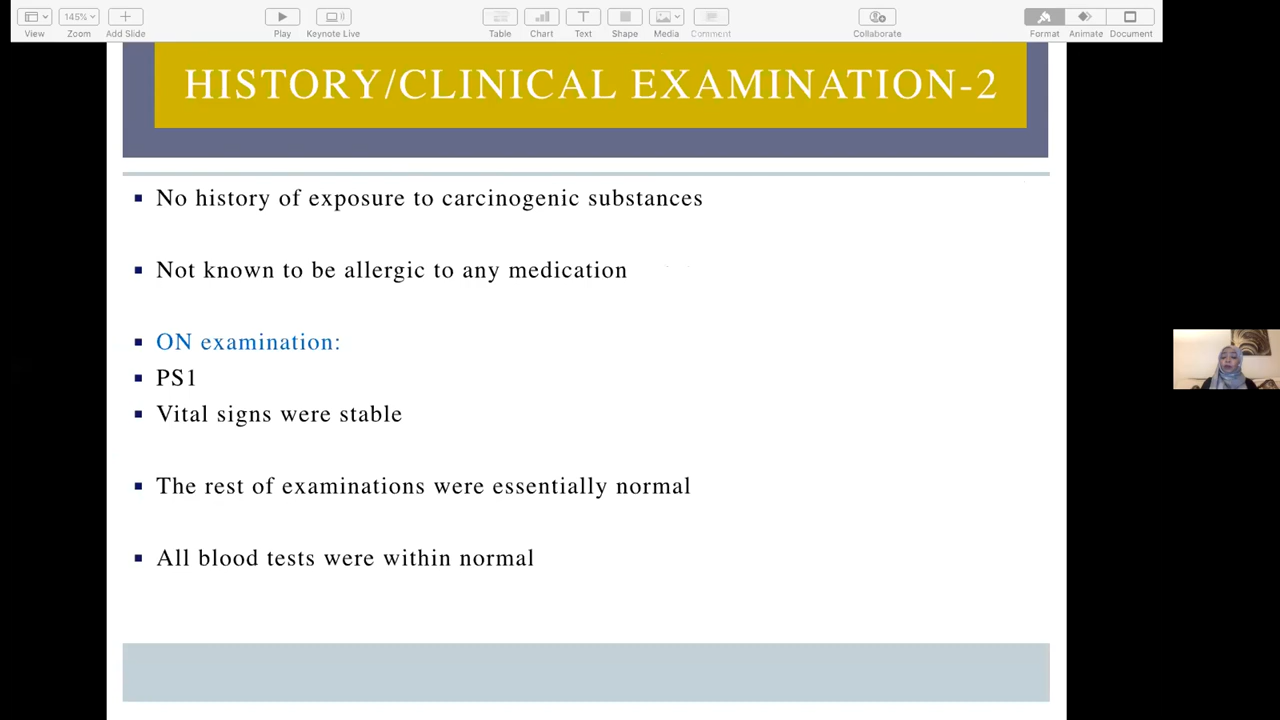 View
145%
Zoom
Add Slide
Play
Keynote Live
Table
Chart
Text
Shape
Media
Comment
Collaborate
Format
Animate
Document
HISTORY/CLINICAL EXAMINATION-2
No history of exposure to carcinogenic substances
Not known to be allergic to any medication
ON examination:
PS1
Vital signs were stable
The rest of examinations were essentially normal
All blood tests were within normal